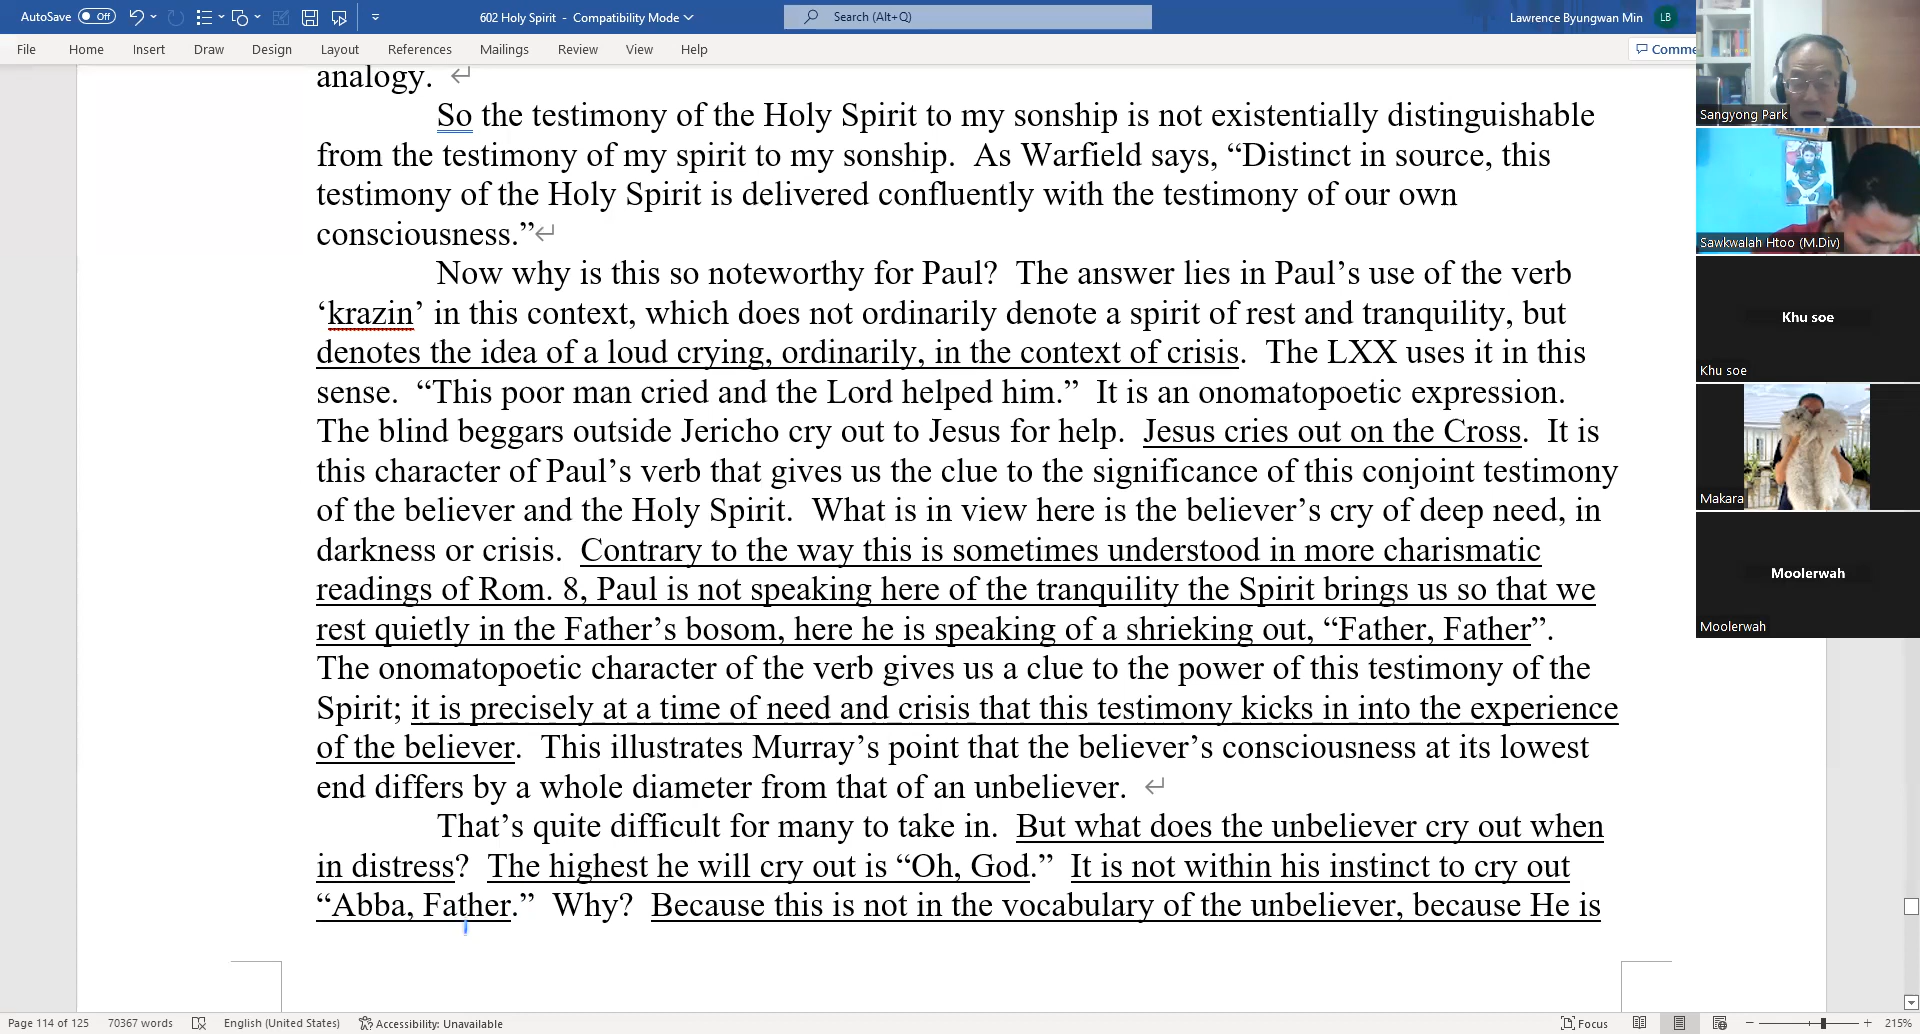 AutoSave Off 602 Holy Spirit - Compatibility Mode Search (Alt+Q) Lawrence Byungwan Min LB
File Home Insert Draw Design Layout References Mailings Review View Help Comme
analogy.
So the testimony of the Holy Spirit to my sonship is not existentially distinguishable
from the testimony of my spirit to my sonship. As Warfield says, “Distinct in source, this
testimony of the Holy Spirit is delivered confluently with the testimony of our own
consciousness.”
Now why is this so noteworthy for Paul? The answer lies in Paul’s use of the verb
‘krazin’ in this context, which does not ordinarily denote a spirit of rest and tranquility, but
denotes the idea of a loud crying, ordinarily, in the context of crisis. The LXX uses it in this
sense. “This poor man cried and the Lord helped him.” It is an onomatopoetic expression.
The blind beggars outside Jericho cry out to Jesus for help. Jesus cries out on the Cross. It is
this character of Paul’s verb that gives us the clue to the significance of this conjoint testimony
of the believer and the Holy Spirit. What is in view here is the believer’s cry of deep need, in
darkness or crisis. Contrary to the way this is sometimes understood in more charismatic
readings of Rom. 8, Paul is not speaking here of the tranquility the Spirit brings us so that we
rest quietly in the Father’s bosom, here he is speaking of a shrieking out, “Father, Father”.
The onomatopoetic character of the verb gives us a clue to the power of this testimony of the
Spirit; it is precisely at a time of need and crisis that this testimony kicks in into the experience
of the believer. This illustrates Murray’s point that the believer’s consciousness at its lowest
end differs by a whole diameter from that of an unbeliever.
That’s quite difficult for many to take in. But what does the unbeliever cry out when
in distress? The highest he will cry out is “Oh, God.” It is not within his instinct to cry out
“Abba, Father.” Why? Because this is not in the vocabulary of the unbeliever, because He is
Sangyong Park
Sawkwalah Htoo (M.Div)
Khu soe
Khu soe
Makara
Moolerwah
Moolerwah
Page 114 of 125 70367 words English (United States) Accessibility: Unavailable Focus 215%